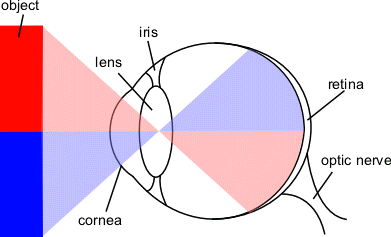 object
iris
lens
retina
optic nerve
cornea